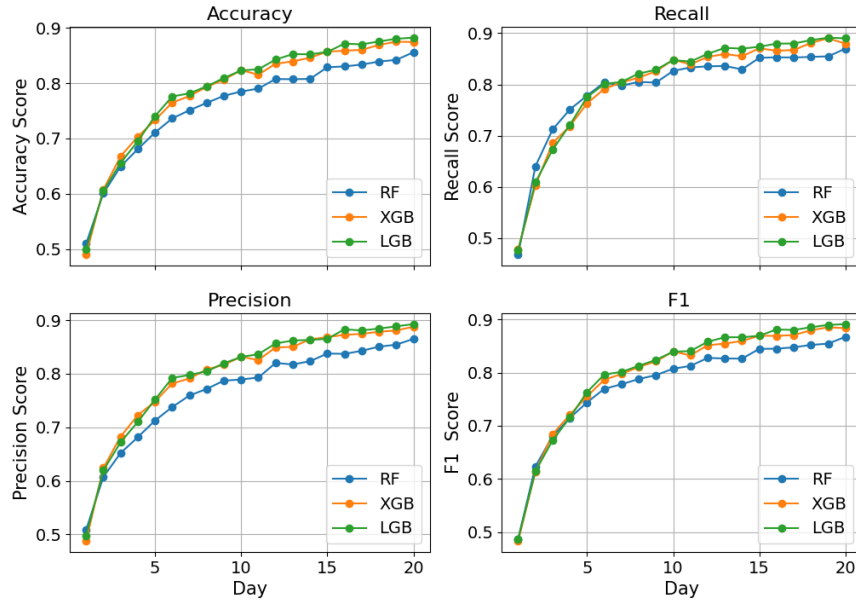 Accuracy
Accuracy Score
0.9
0.8
0.7
0.6
0.5
RF
XGB
LGB
Recall
Recall Score
0.9
0.8
0.7
0.6
0.5
RF
XGB
LGB
Precision
Precision Score
0.9
0.8
0.7
0.6
0.5
RF
XGB
LGB
5 10 15 20
Day
F1
F1 Score
0.9
0.8
0.7
0.6
0.5
RF
XGB
LGB
5 10 15 20
Day